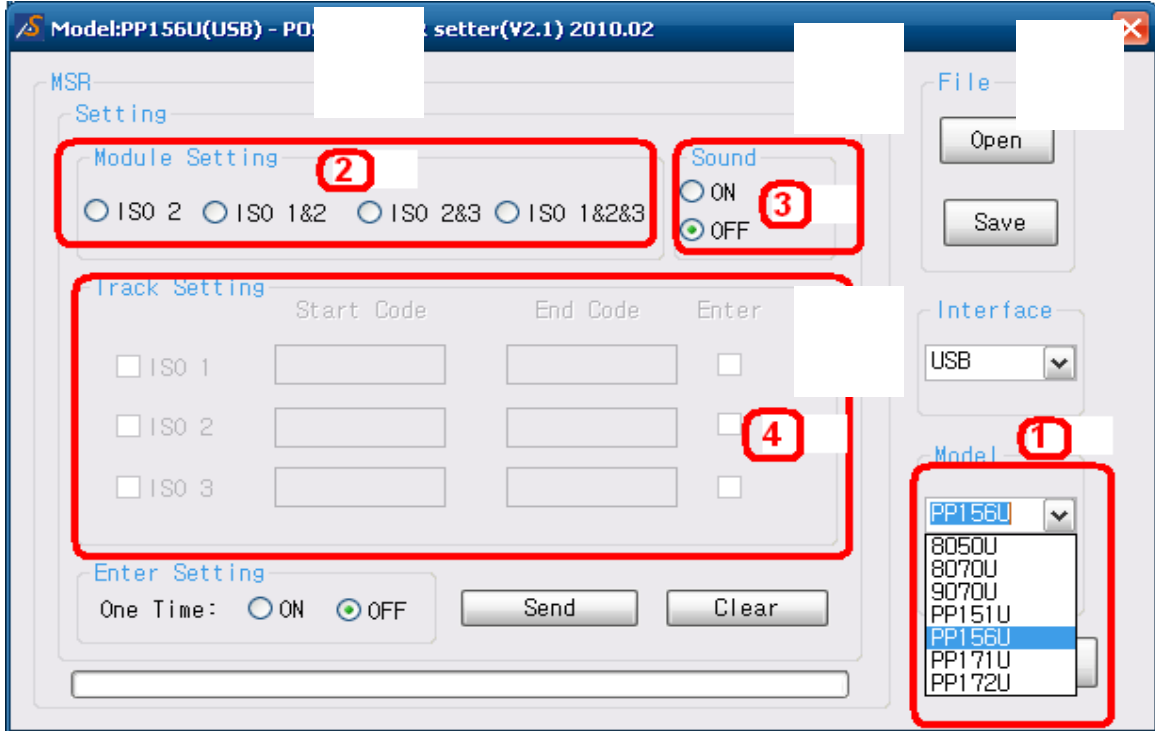 Model:PP156U(USB) - POS setter(V2.1) 2010.02
MSR
Setting
Module Setting
2
ISO 2
ISO 1&2
ISO 2&3
ISO 1&2&3
Sound
ON
OFF
3
Track Setting
Start Code
End Code
Enter
ISO 1
ISO 2
ISO 3
4
Enter Setting
One Time:
ON
OFF
Send
Clear
File
Open
Save
Interface
USB
1
Model
PP156U
8050U
8070U
9070U
PP151U
PP156U
PP171U
PP172U